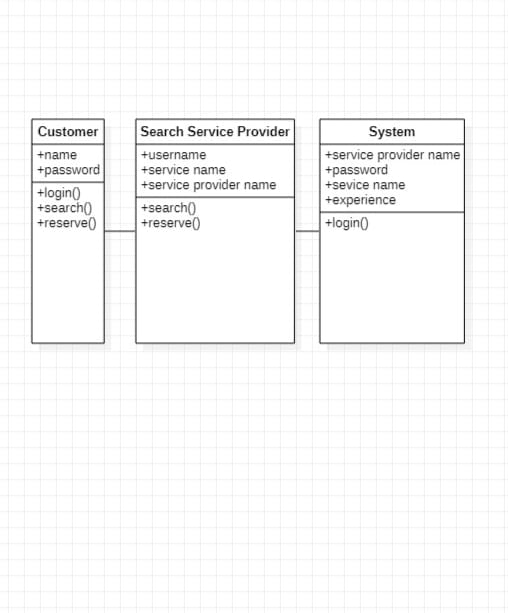 Customer
+name
+password
+login()
+search()
+reserve()
Search Service Provider
+username
+service name
+service provider name
+search()
+reserve()
System
+service provider name
+password
+sevice name
+experience
+login()